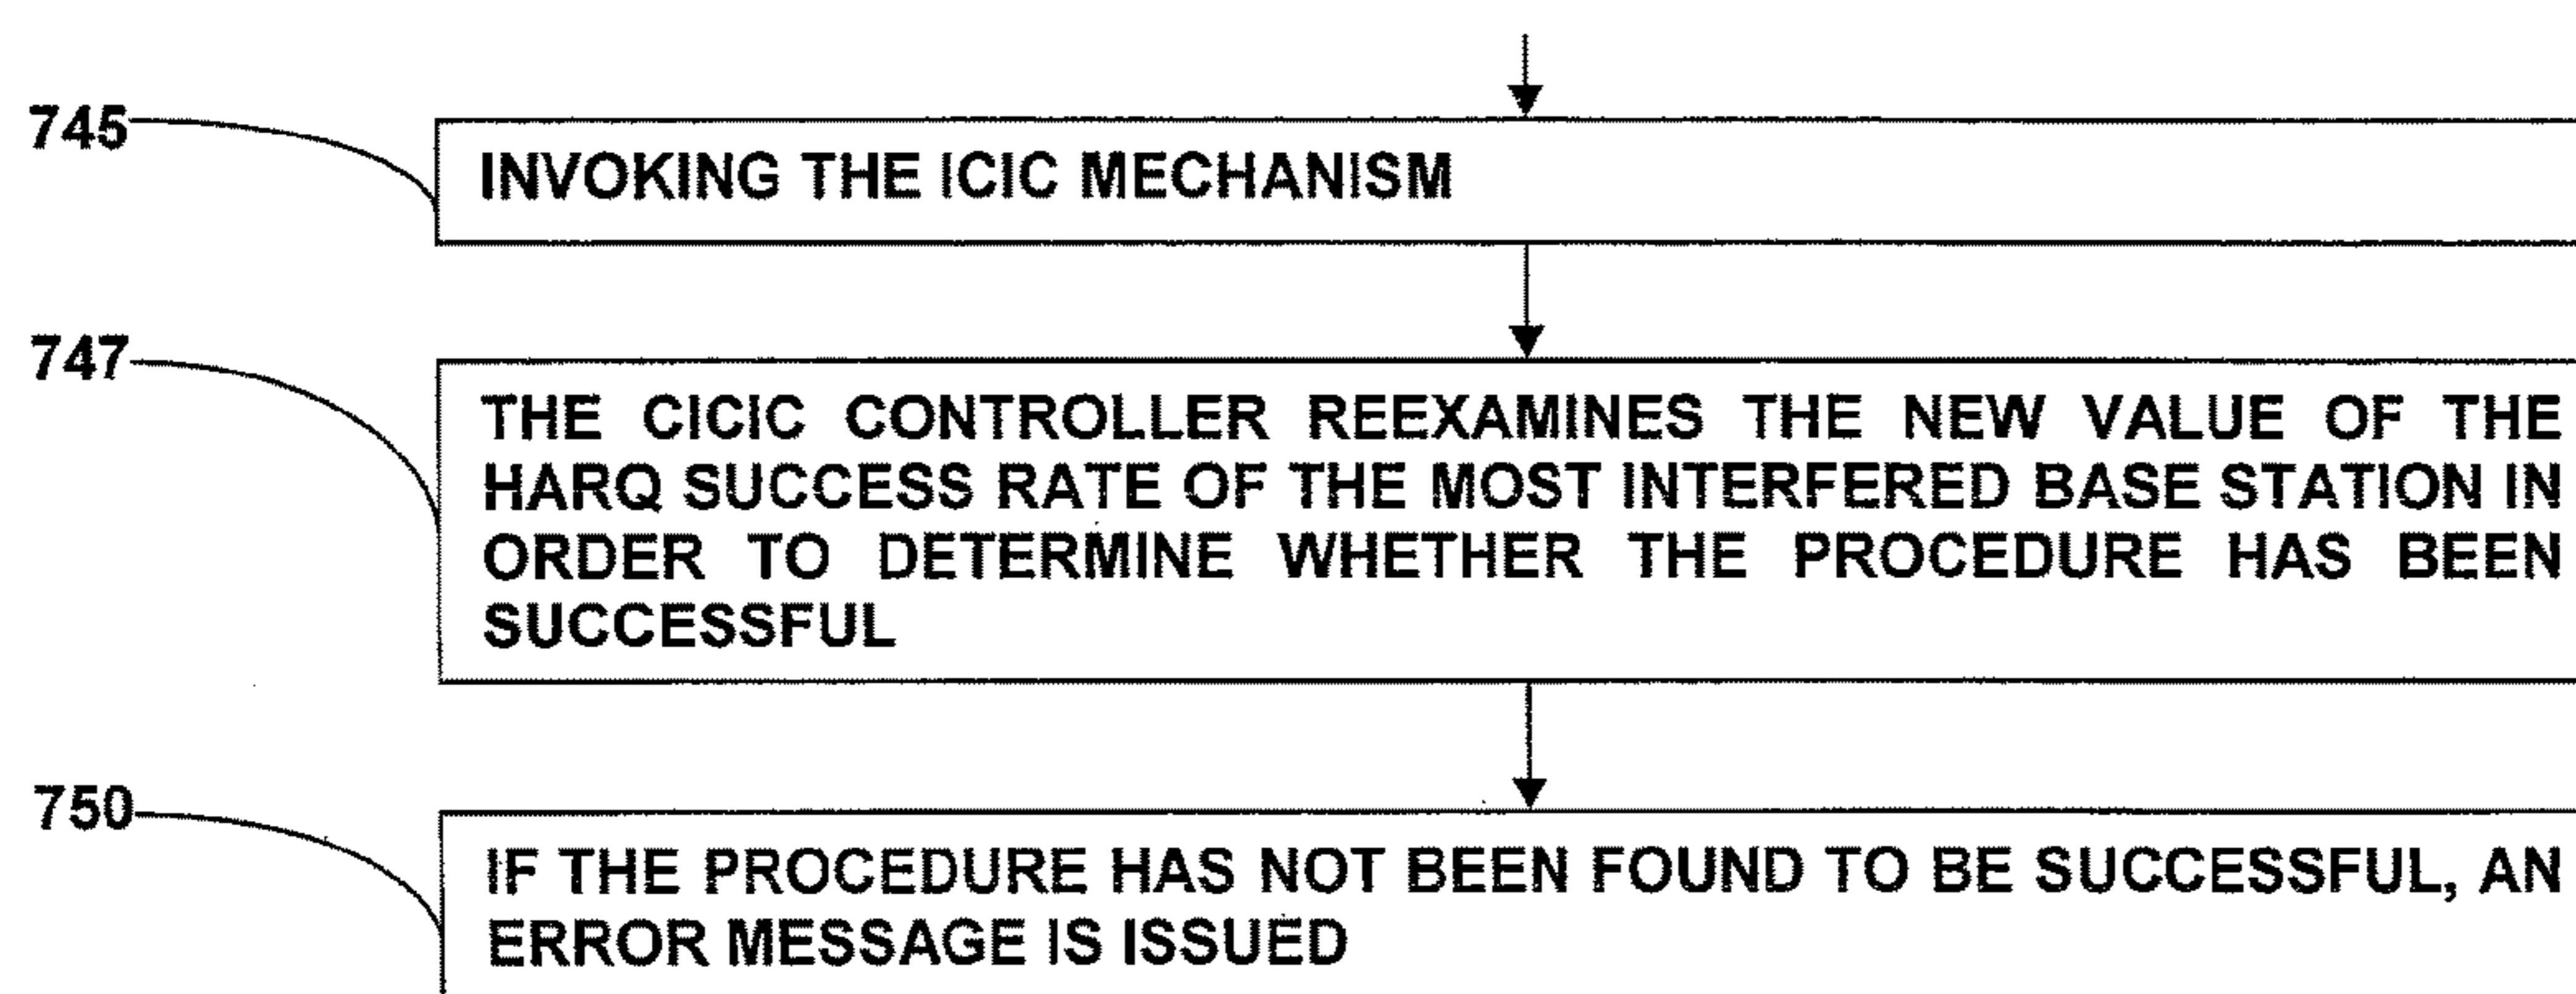 745
INVOKING THE ICIC MECHANISM
747
THE CICIC CONTROLLER REEXAMINES THE NEW VALUE OF THE
HARQ SUCCESS RATE OF THE MOST INTERFERED BASE STATION IN
ORDER TO DETERMINE WHETHER THE PROCEDURE HAS BEEN
SUCCESSFUL
750
IF THE PROCEDURE HAS NOT BEEN FOUND TO BE SUCCESSFUL, AN
ERROR MESSAGE IS ISSUED